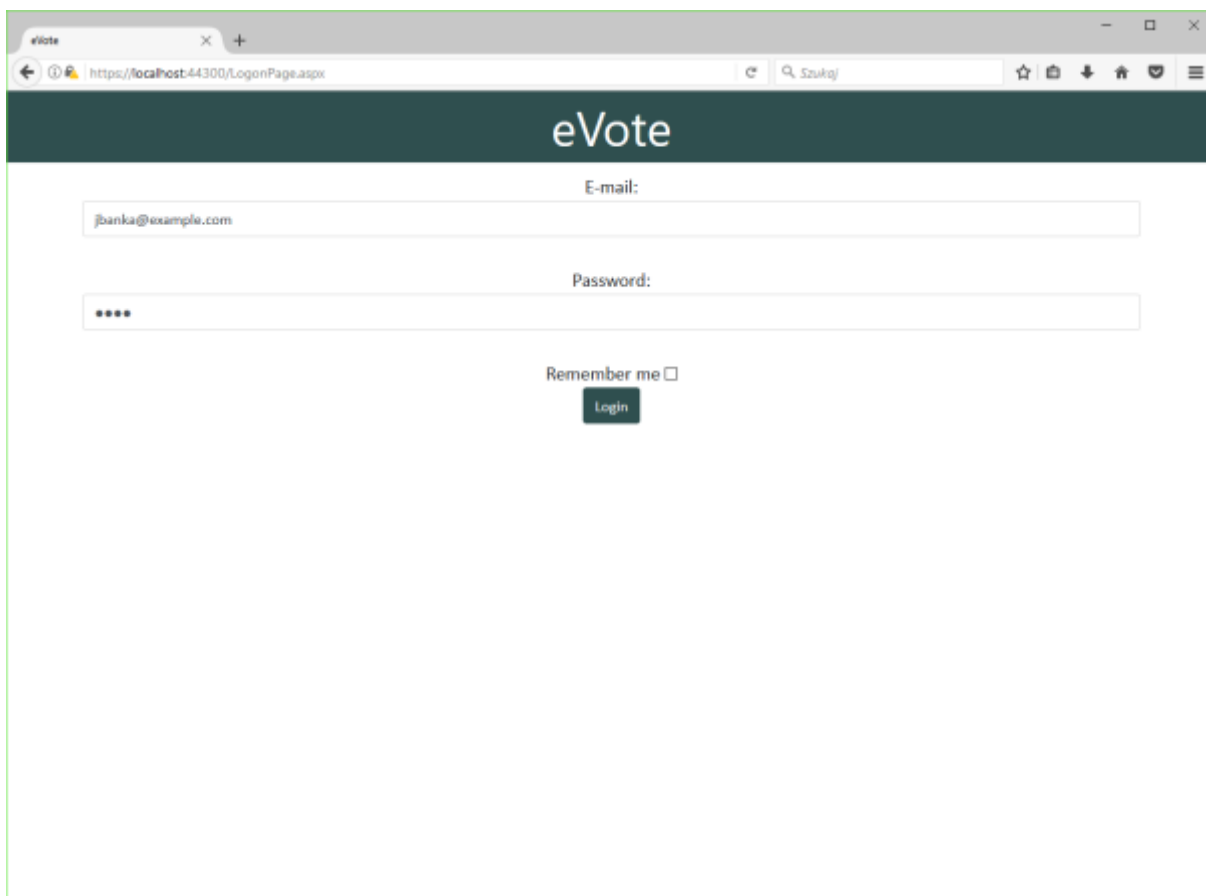 eVote
https://localhost:44300/LogonPage.aspx
Szukaj
eVote
E-mail:
jbanka@example.com
Password:
••••
Remember me
Login